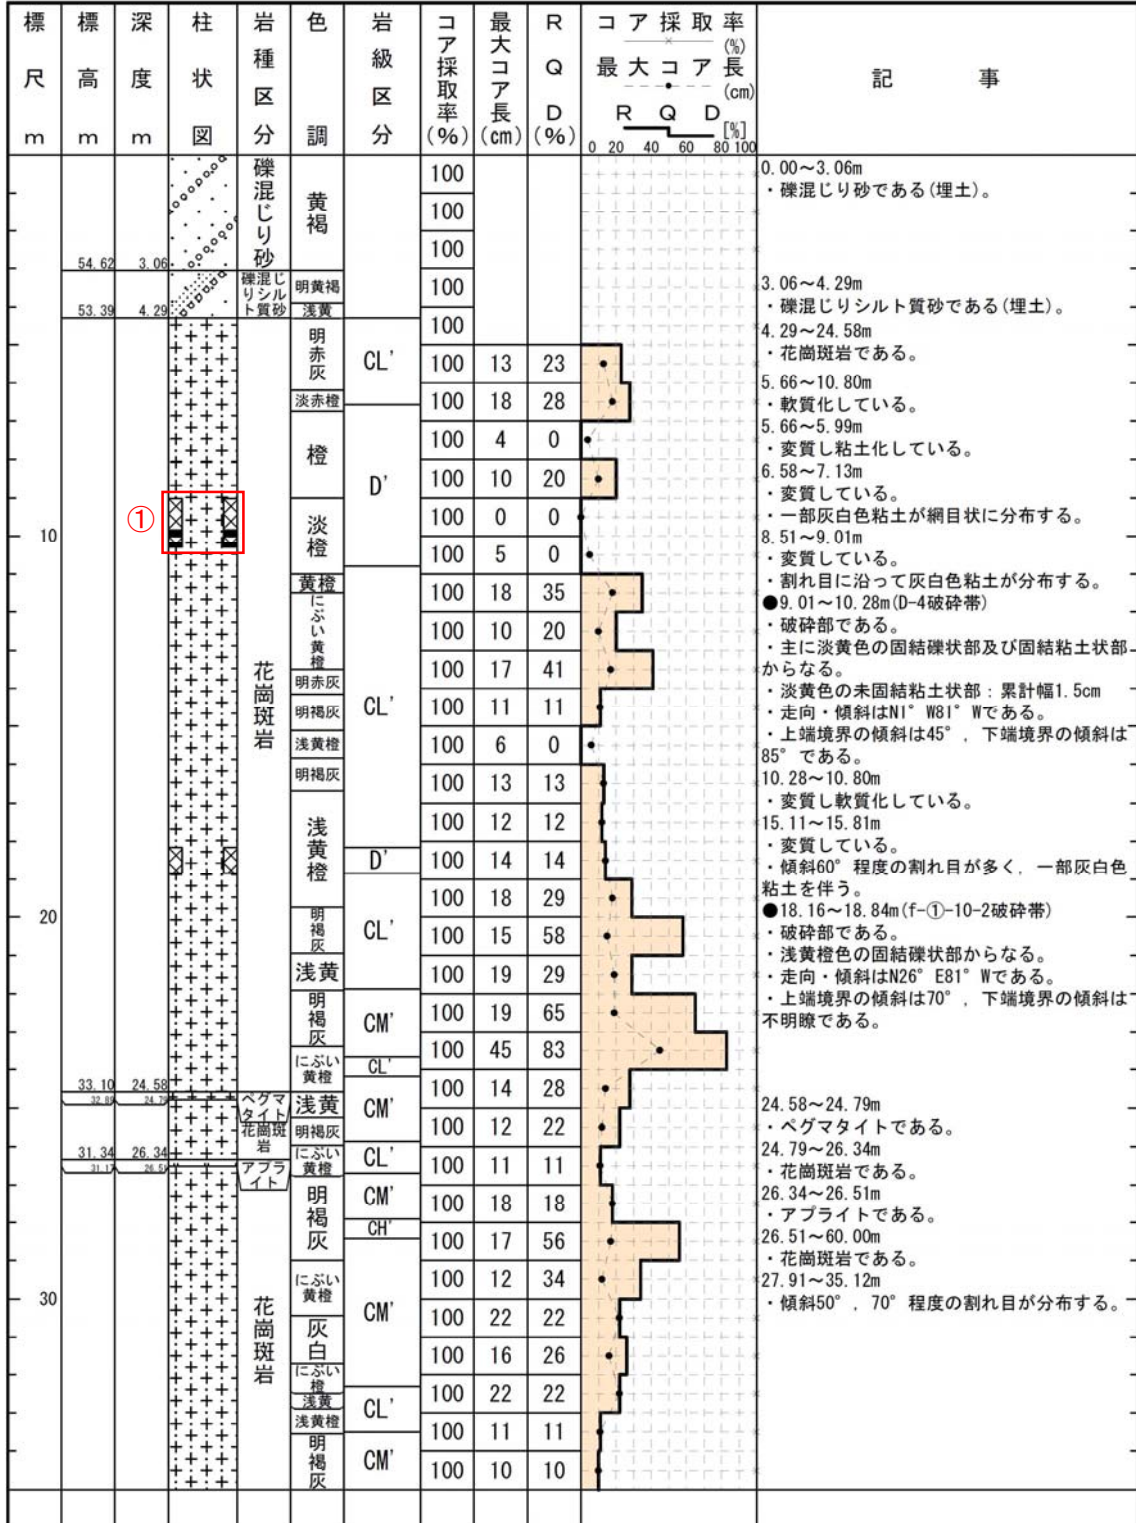 標尺 m
標高 m
深度 m
柱状図
岩種区分
色調
岩級区分
コア採取率(%)
最大コア長(cm)
RQD(%)
コア採取率
(%)
最大コア長
(cm)
RQD
[%]
0 20 40 60 80 100
記事
10
20
30
54.62 3.06
53.39 4.29
33.10 24.58
32.89 24.79
31.34 26.34
31.17 26.51
①
礫混じり砂
礫混じりシルト質砂
花崗斑岩
ペグマタイト
花崗斑岩
アプライト
花崗斑岩
黄褐
明黄褐
浅黄
明赤灰
淡赤橙
橙
淡橙
黄橙
にぶい黄橙
明赤灰
明褐灰
浅黄橙
明褐灰
浅黄橙
明褐灰
浅黄
明褐灰
にぶい黄橙
浅黄
明褐灰
にぶい黄橙
明褐灰
にぶい黄橙
灰白
にぶい橙
浅黄
浅黄橙
明褐灰
CL'
D'
CL'
D'
CL'
CM'
CL'
CM'
CL'
CM'
CH'
CM'
CL'
CM'
100
100
100
100
100
100 13 23
100 18 28
100 4 0
100 10 20
100 0 0
100 5 0
100 18 35
100 10 20
100 17 41
100 11 11
100 6 0
100 13 13
100 12 12
100 14 14
100 18 29
100 15 58
100 19 29
100 19 65
100 45 83
100 14 28
100 12 22
100 11 11
100 18 18
100 17 56
100 12 34
100 22 22
100 16 26
100 22 22
100 11 11
100 10 10
0.00～3.06m
・礫混じり砂である(埋土)。
3.06～4.29m
・礫混じりシルト質砂である(埋土)。
4.29～24.58m
・花崗斑岩である。
5.66～10.80m
・軟質化している。
5.66～5.99m
・変質し粘土化している。
6.58～7.13m
・変質している。
・一部灰白色粘土が網目状に分布する。
8.51～9.01m
・変質している。
・割れ目に沿って灰白色粘土が分布する。
●9.01～10.28m(D-4破砕帯)
・破砕部である。
・主に淡黄色の固結礫状部及び固結粘土状部
からなる。
・淡黄色の未固結粘土状部：累計幅1.5cm
・走向・傾斜はN1°W81°Wである。
・上端境界の傾斜は45°，下端境界の傾斜は
85°である。
10.28～10.80m
・変質し軟質化している。
15.11～15.81m
・変質している。
・傾斜60°程度の割れ目が多く，一部灰白色
粘土を伴う。
●18.16～18.84m(f-①-10-2破砕帯)
・破砕部である。
・浅黄橙色の固結礫状部からなる。
・走向・傾斜はN26°E81°Wである。
・上端境界の傾斜は70°，下端境界の傾斜は
不明瞭である。
24.58～24.79m
・ペグマタイトである。
24.79～26.34m
・花崗斑岩である。
26.34～26.51m
・アプライトである。
26.51～60.00m
・花崗斑岩である。
27.91～35.12m
・傾斜50°，70°程度の割れ目が分布する。